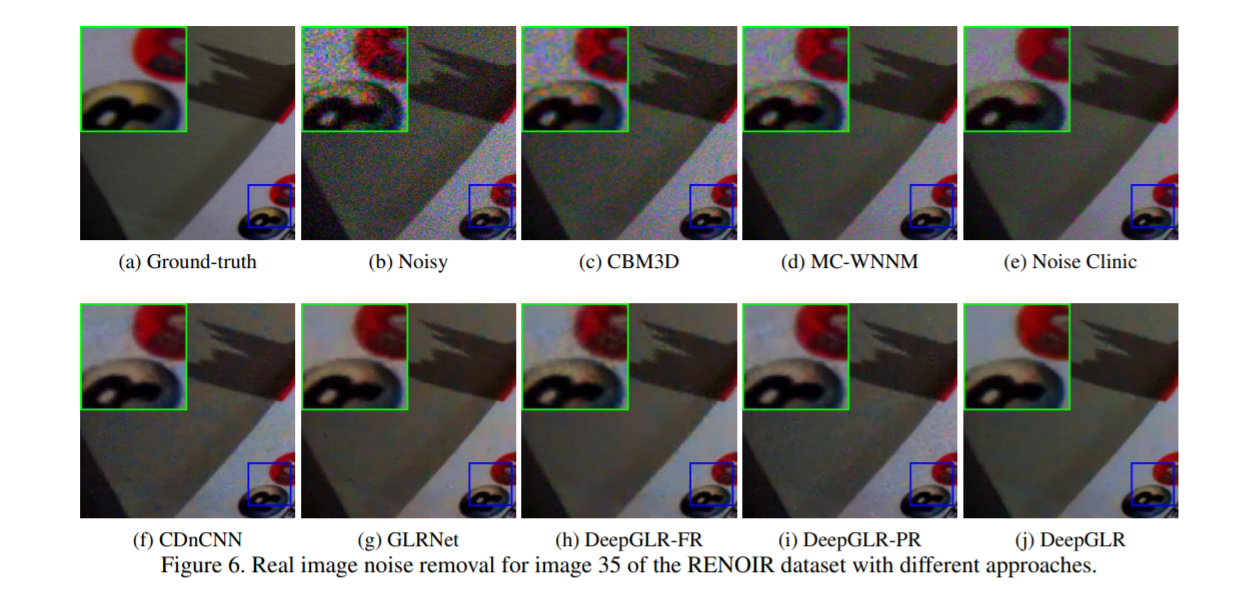 (a) Ground-truth
(b) Noisy
(c) CBM3D
(d) MC-WNNM
(e) Noise Clinic
(f) CDnCNN
(g) GLRNet
(h) DeepGLR-FR
(i) DeepGLR-PR
(j) DeepGLR
Figure 6. Real image noise removal for image 35 of the RENOIR dataset with different approaches.